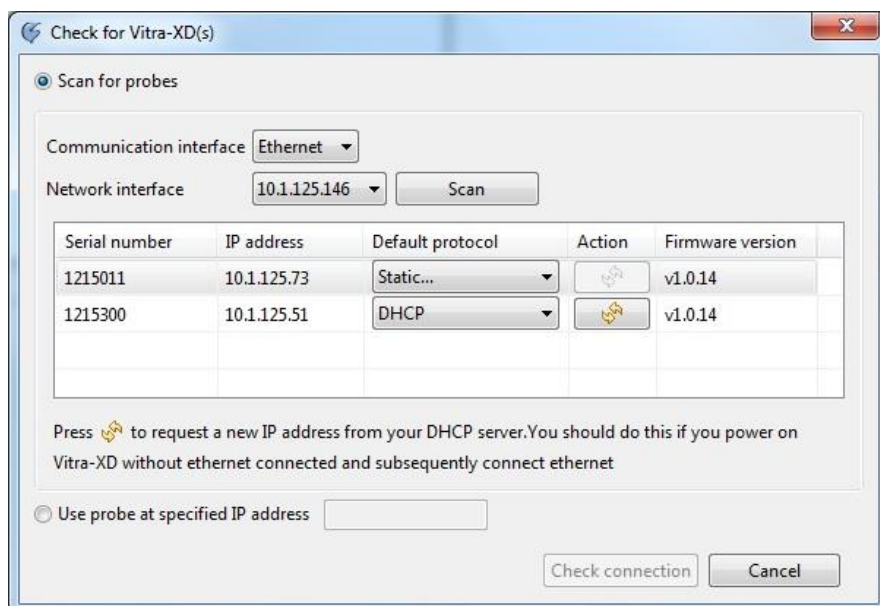 Check for Vitra-XD(s)
Scan for probes
Communication interface Ethernet
Network interface 10.1.125.146 Scan
Serial number IP address Default protocol Action Firmware version
1215011 10.1.125.73 Static... v1.0.14
1215300 10.1.125.51 DHCP v1.0.14
Press to request a new IP address from your DHCP server.You should do this if you power on
Vitra-XD without ethernet connected and subsequently connect ethernet
Use probe at specified IP address
Check connection Cancel